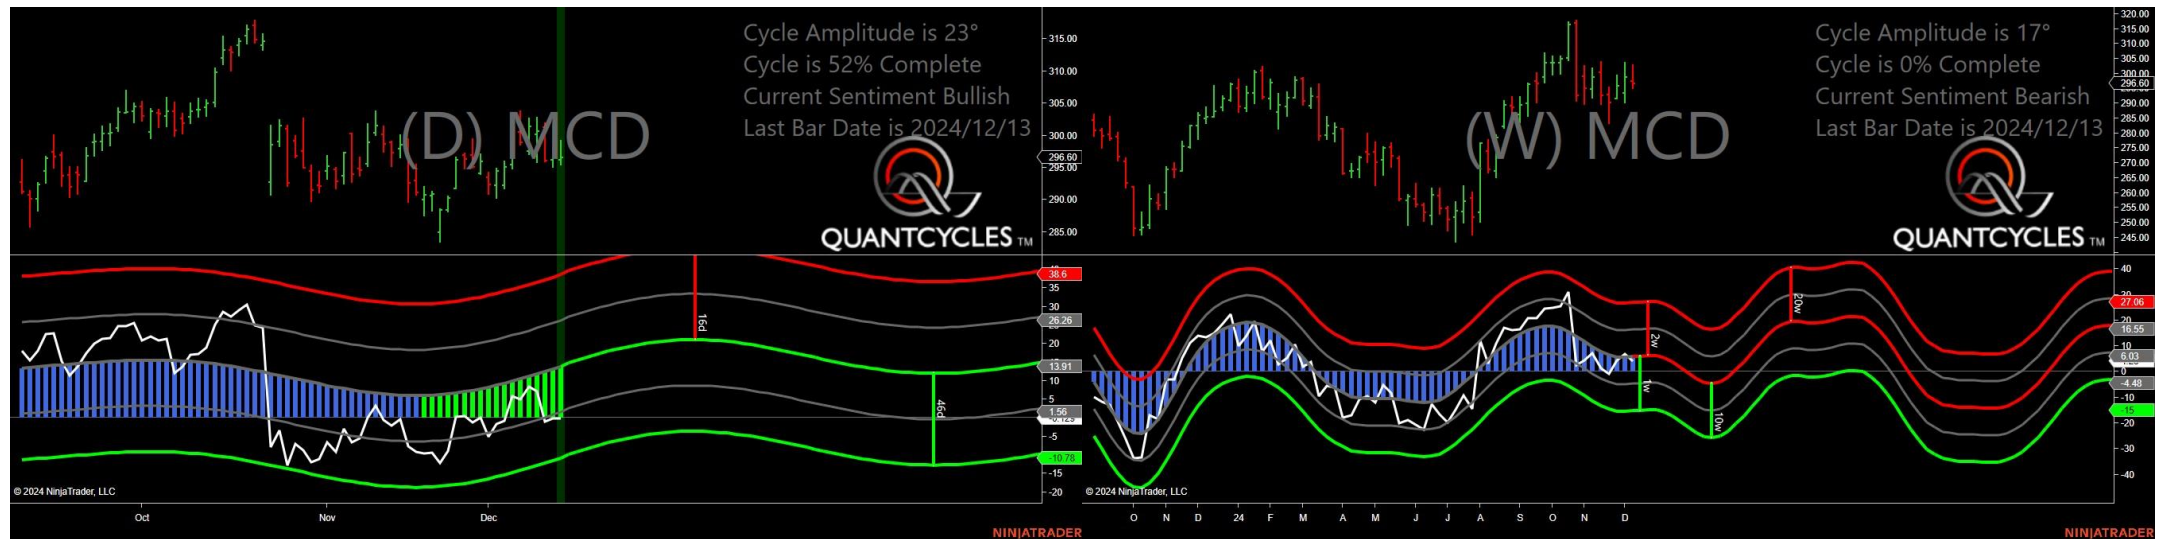 Cycle Amplitude is 23°
Cycle is 52% Complete
Current Sentiment Bullish
Last Bar Date is 2024/12/13
(D) MCD
QUANTCYCLES TM
315.00
310.00
305.00
300.00
296.60
295.00
290.00
285.00
38.6
35
30
26.26
20
13.91
10
5
1.56
-5
-10.78
-15
-20
16d
46d
© 2024 NinjaTrader, LLC
Oct Nov Dec
NINJATRADER
Cycle Amplitude is 17°
Cycle is 0% Complete
Current Sentiment Bearish
Last Bar Date is 2024/12/13
(W) MCD
QUANTCYCLES TM
320.00
315.00
310.00
305.00
300.00
296.60
290.00
285.00
280.00
275.00
270.00
265.00
260.00
255.00
250.00
245.00
40
27.06
20
16.55
10
6.03
0
-4.48
-10
-15
-20
-30
-40
2w
1w
10w
20w
© 2024 NinjaTrader, LLC
O N D 24 F M A M J J A S O N D
NINJATRADER